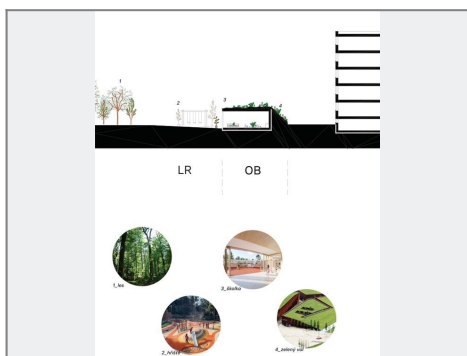 1
2
3
4
LR OB
1_les
3_školka
2_hřiště
4_zelený val